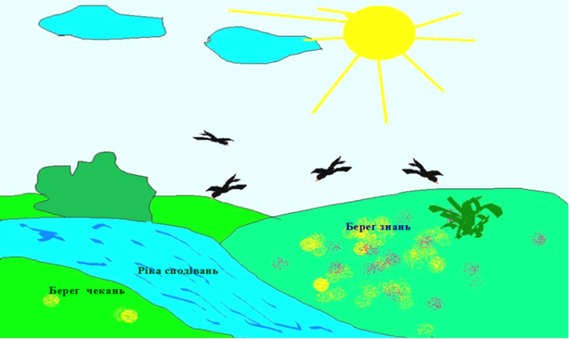 Берег знань
Ріка сподівань
Берег чекань